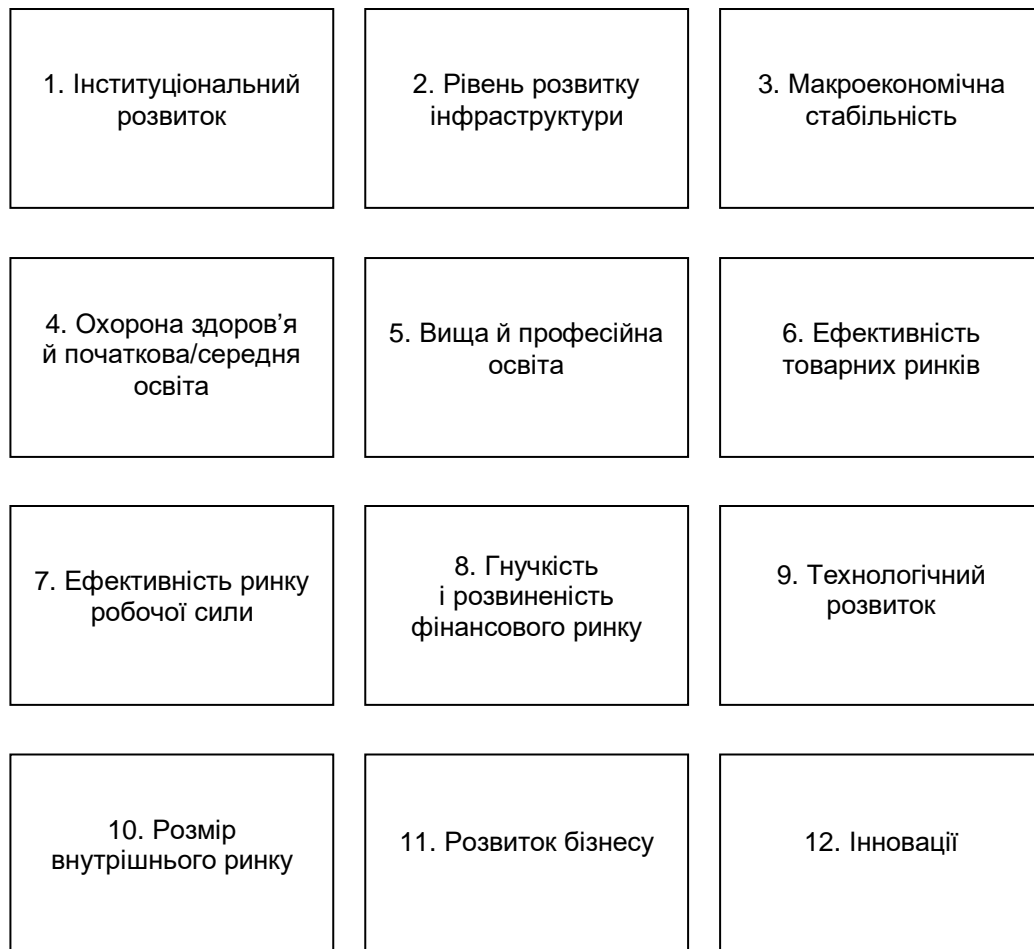 1. Інституціональний
розвиток
2. Рівень розвитку
інфраструктури
3. Макроекономічна
стабільність
4. Охорона здоров’я
й початкова/середня
освіта
5. Вища й професійна
освіта
6. Ефективність
товарних ринків
7. Ефективність ринку
робочої сили
8. Гнучкість
і розвиненість
фінансового ринку
9. Технологічний
розвиток
10. Розмір
внутрішнього ринку
11. Розвиток бізнесу
12. Інновації